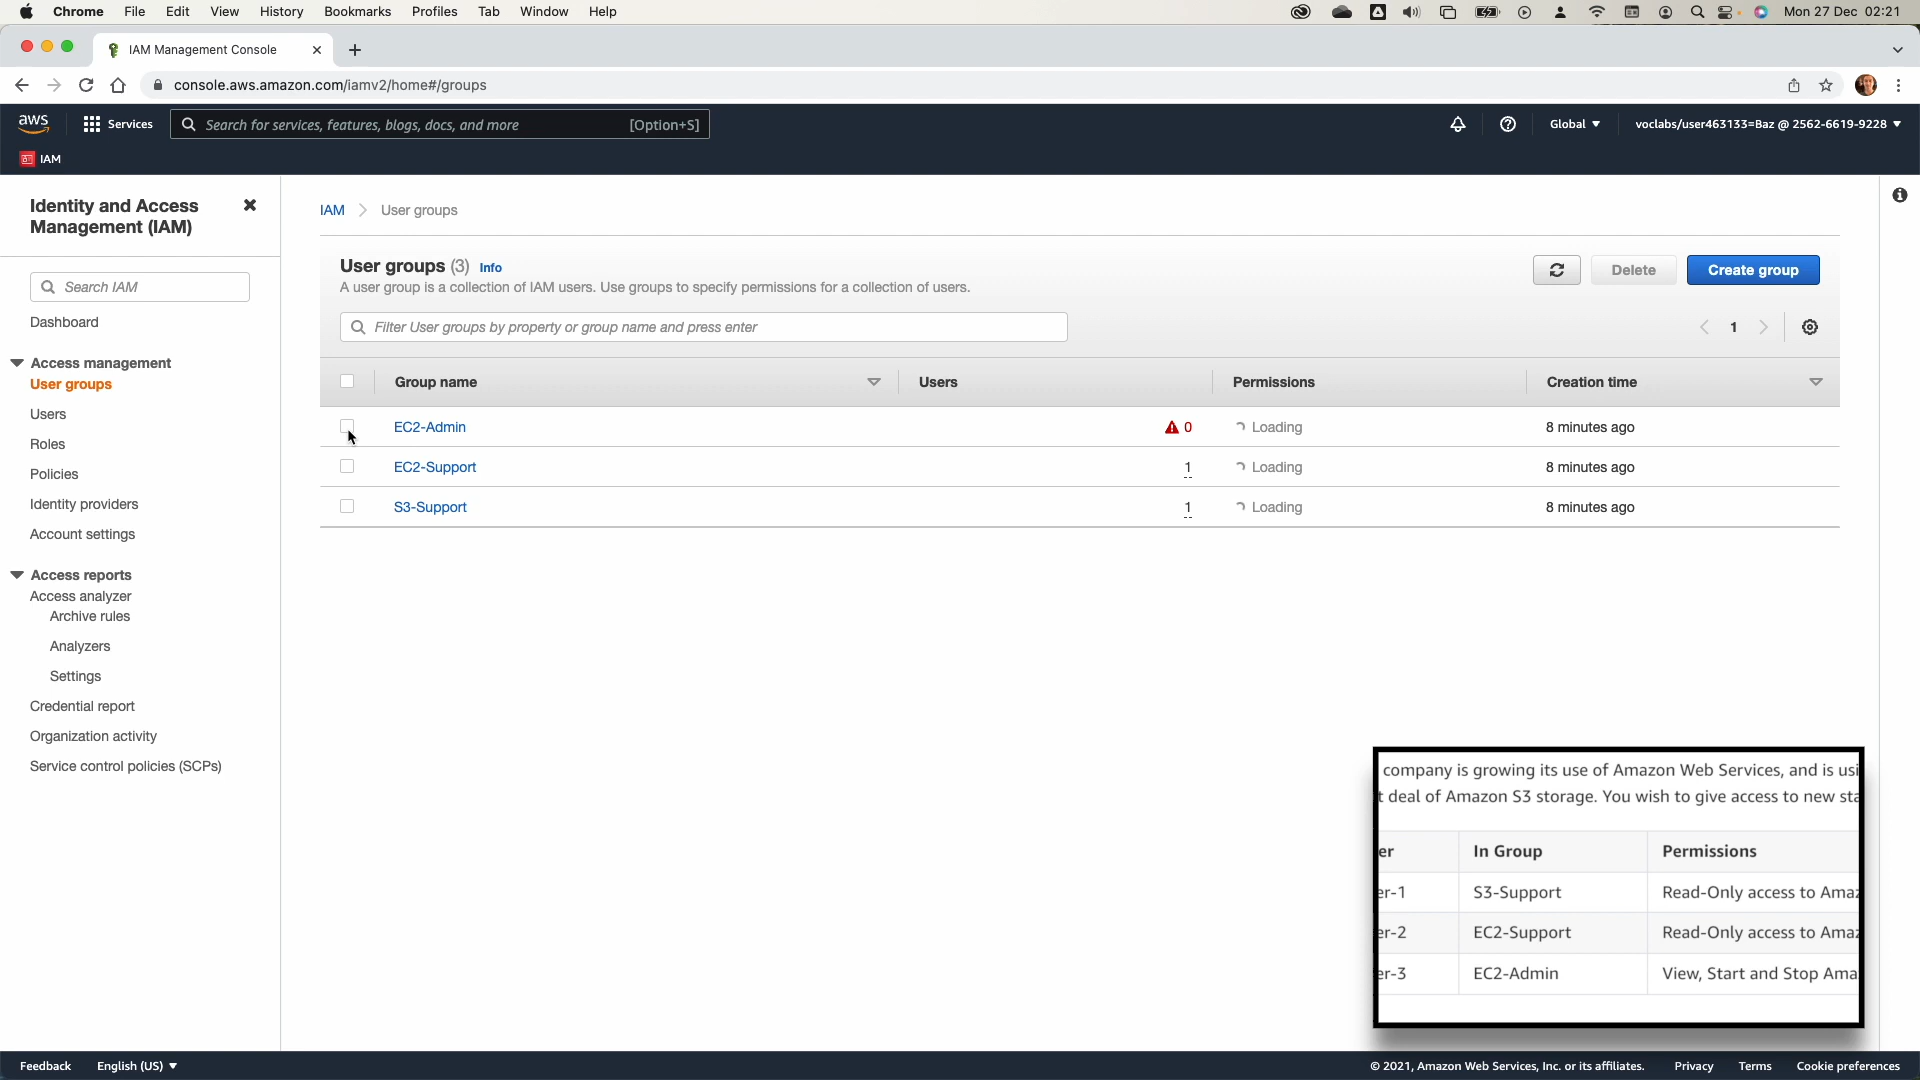 Chrome File Edit View History Bookmarks Profiles Tab Window Help Mon 27 Dec 02:21
IAM Management Console
console.aws.amazon.com/iamv2/home#/groups
aws Services Search for services, features, blogs, docs, and more [Option+S] Global voclabs/user463133=Baz @ 2562-6619-9228
IAM
Identity and Access
Management (IAM)
Search IAM
Dashboard
Access management
User groups
Users
Roles
Policies
Identity providers
Account settings
Access reports
Access analyzer
Archive rules
Analyzers
Settings
Credential report
Organization activity
Service control policies (SCPs)
IAM User groups
User groups (3) Info
A user group is a collection of IAM users. Use groups to specify permissions for a collection of users.
Delete Create group
Filter User groups by property or group name and press enter
1
Group name Users Permissions Creation time
EC2-Admin 0 Loading 8 minutes ago
EC2-Support 1 Loading 8 minutes ago
S3-Support 1 Loading 8 minutes ago
company is growing its use of Amazon Web Services, and is usi
t deal of Amazon S3 storage. You wish to give access to new sta
er In Group Permissions
er-1 S3-Support Read-Only access to Amaz
er-2 EC2-Support Read-Only access to Amaz
er-3 EC2-Admin View, Start and Stop Ama
Feedback English (US) © 2021, Amazon Web Services, Inc. or its affiliates. Privacy Terms Cookie preferences